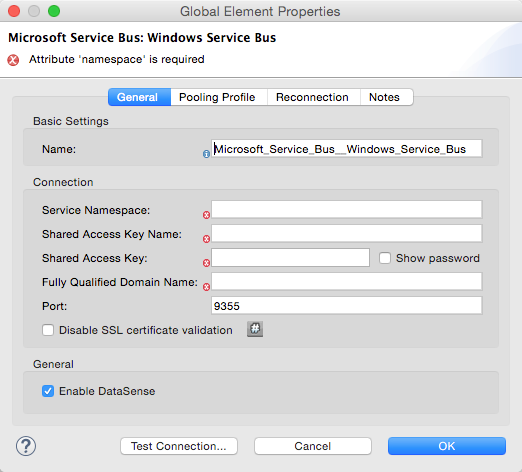 Global Element Properties
Microsoft Service Bus: Windows Service Bus
Attribute 'namespace' is required
General Pooling Profile Reconnection Notes
Basic Settings
Name: Microsoft_Service_Bus__Windows_Service_Bus
Connection
Service Namespace:
Shared Access Key Name:
Shared Access Key: Show password
Fully Qualified Domain Name:
Port: 9355
Disable SSL certificate validation #
General
Enable DataSense
? Test Connection... Cancel OK